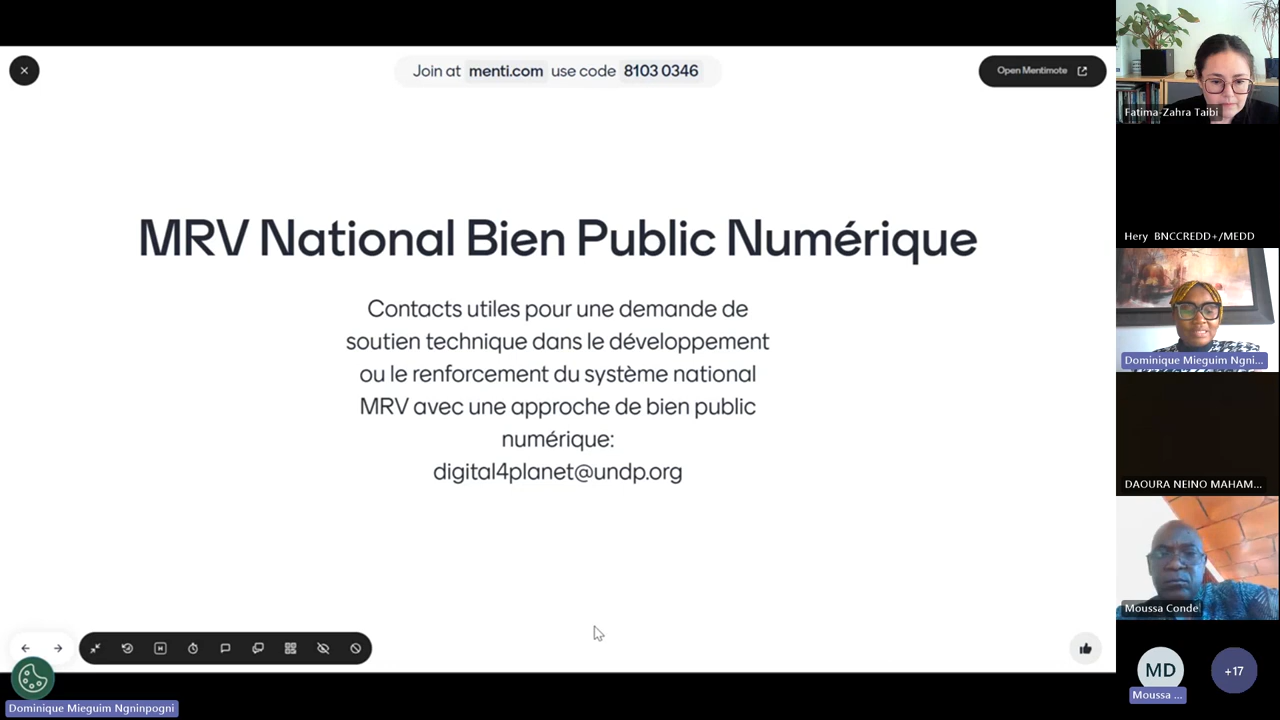 Join at menti.com use code 8103 0346
Open Mentimote
MRV National Bien Public Numérique
Contacts utiles pour une demande de
soutien technique dans le développement
ou le renforcement du système national
MRV avec une approche de bien public
numérique:
digital4planet@undp.org
Dominique Mieguim Ngninpogni
Fatima-Zahra Taibi
Hery BNCCREDD+/MEDD
Dominique Mieguim Ngni...
DAOURA NEINO MAHAM...
Moussa Conde
MD
Moussa ...
+17